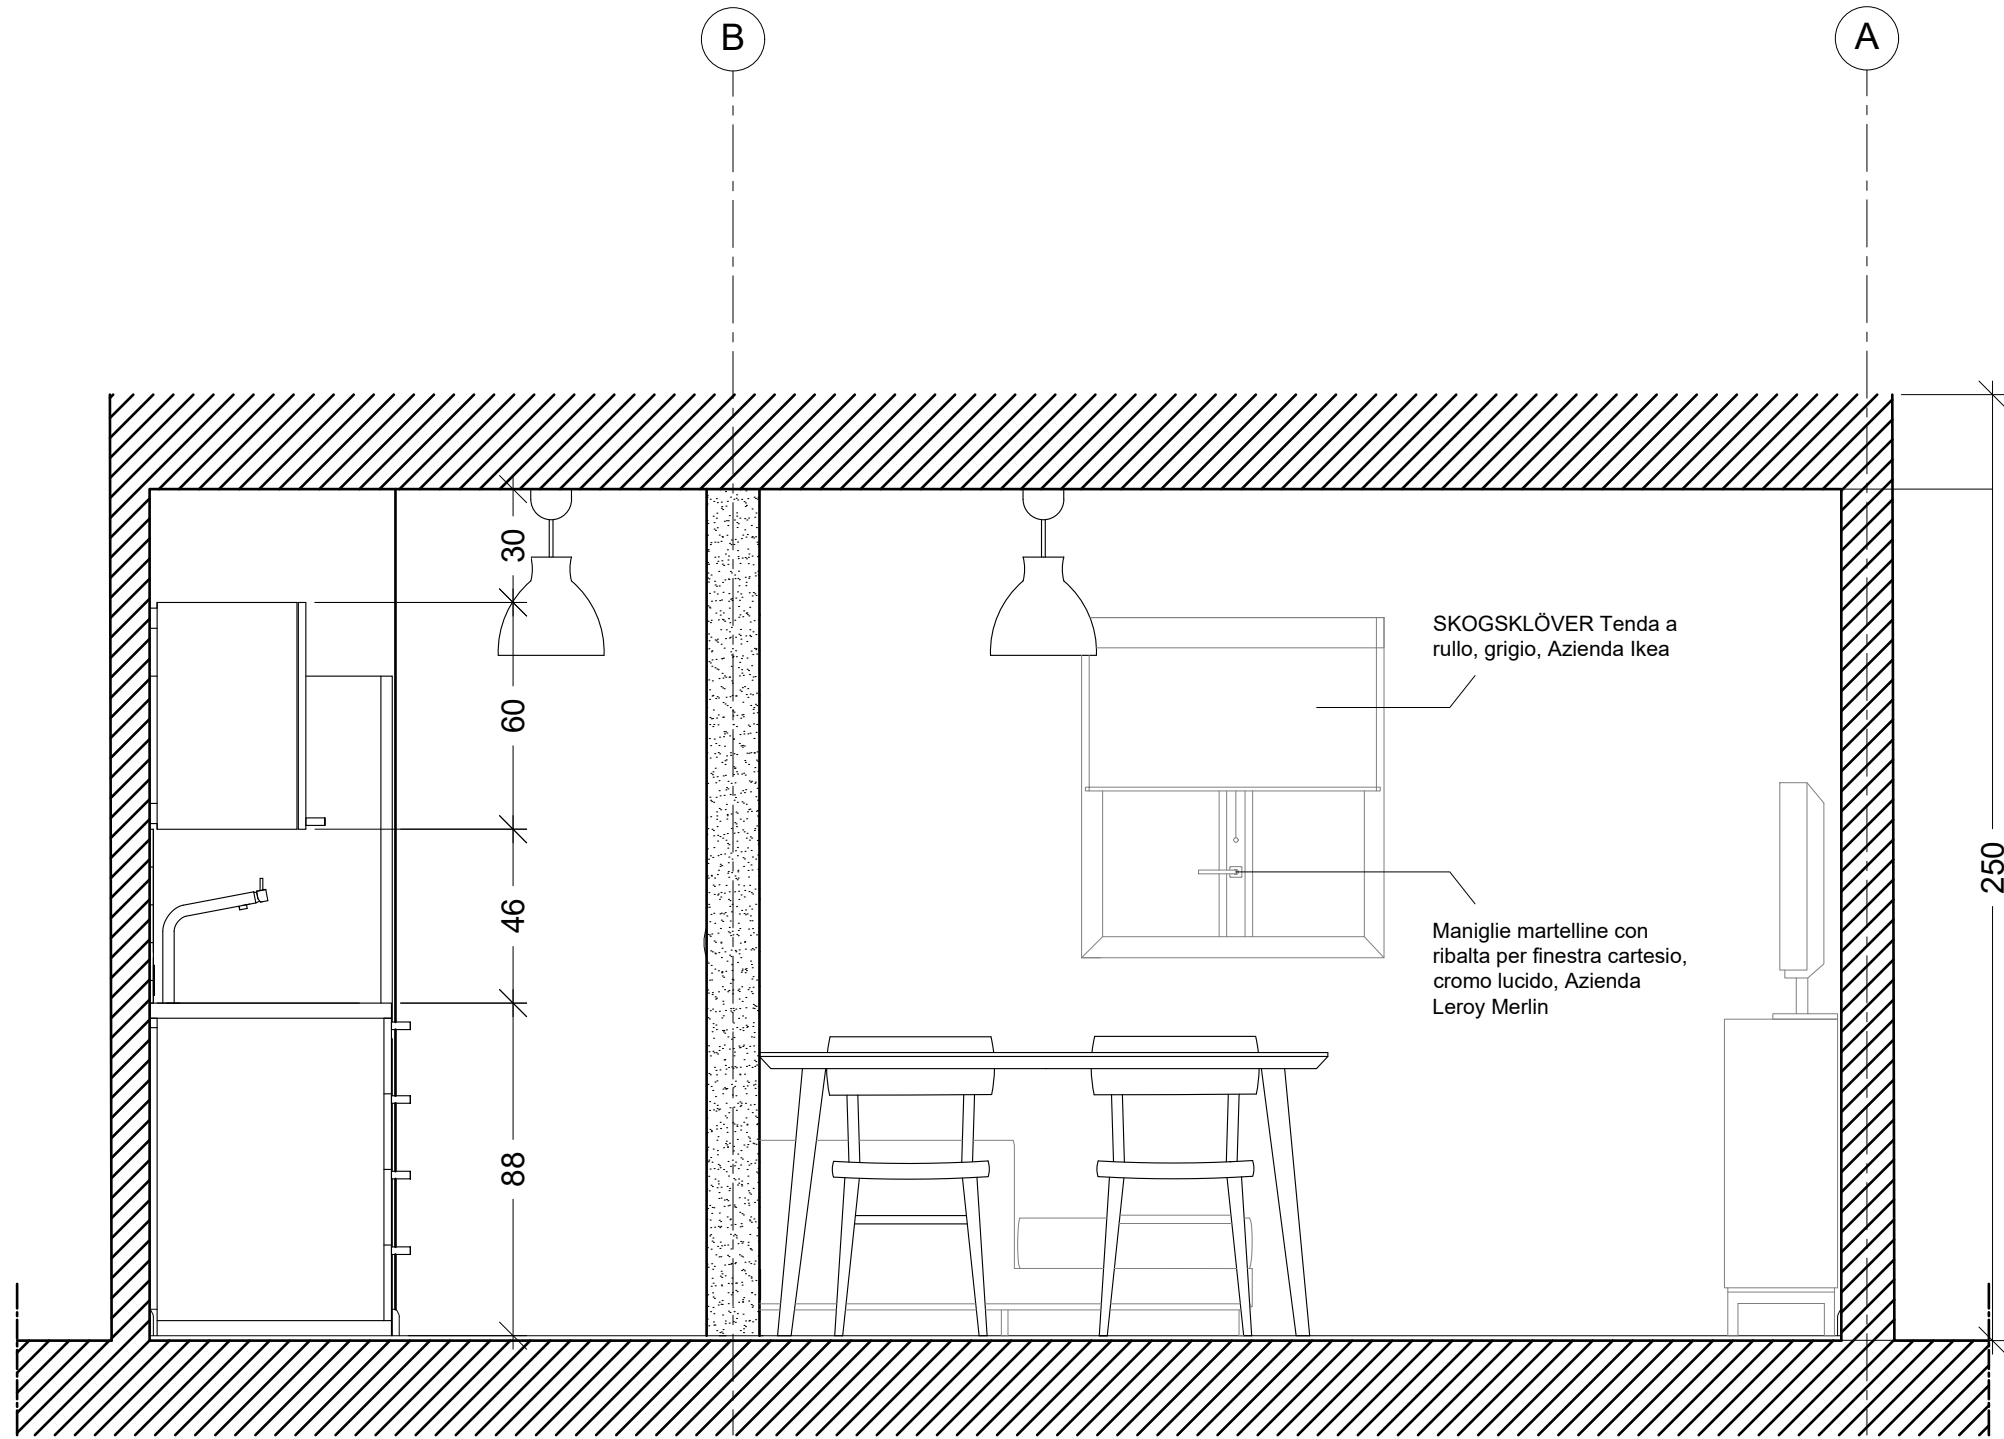 B
A
30
SKOGSKLÖVER Tenda a
rullo, grigio, Azienda Ikea
60
250
46
Maniglie martelline con
ribalta per finestra cartesio,
cromo lucido, Azienda
Leroy Merlin
88